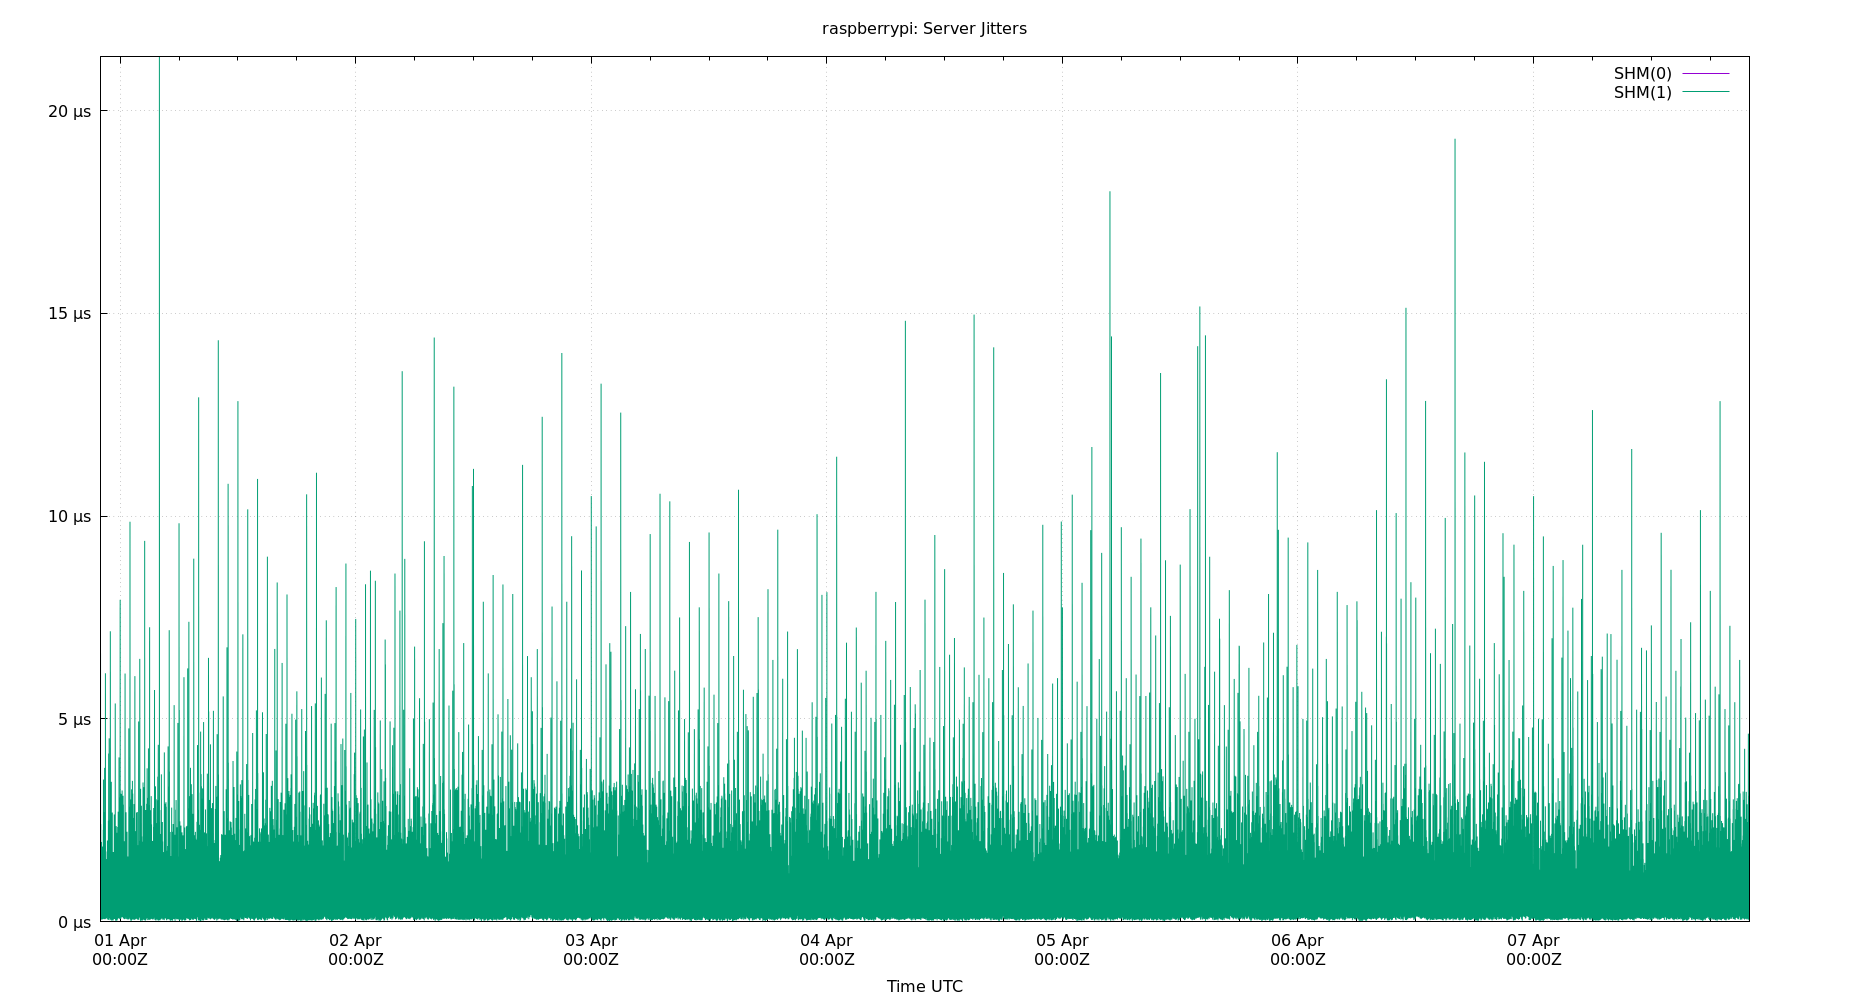 raspberrypi: Server Jitters
SHM(0)
SHM(1)
20 µs
15 µs
10 µs
5 µs
0 µs
01 Apr 02 Apr 03 Apr 04 Apr 05 Apr 06 Apr 07 Apr
00:00Z 00:00Z 00:00Z 00:00Z 00:00Z 00:00Z 00:00Z
Time UTC